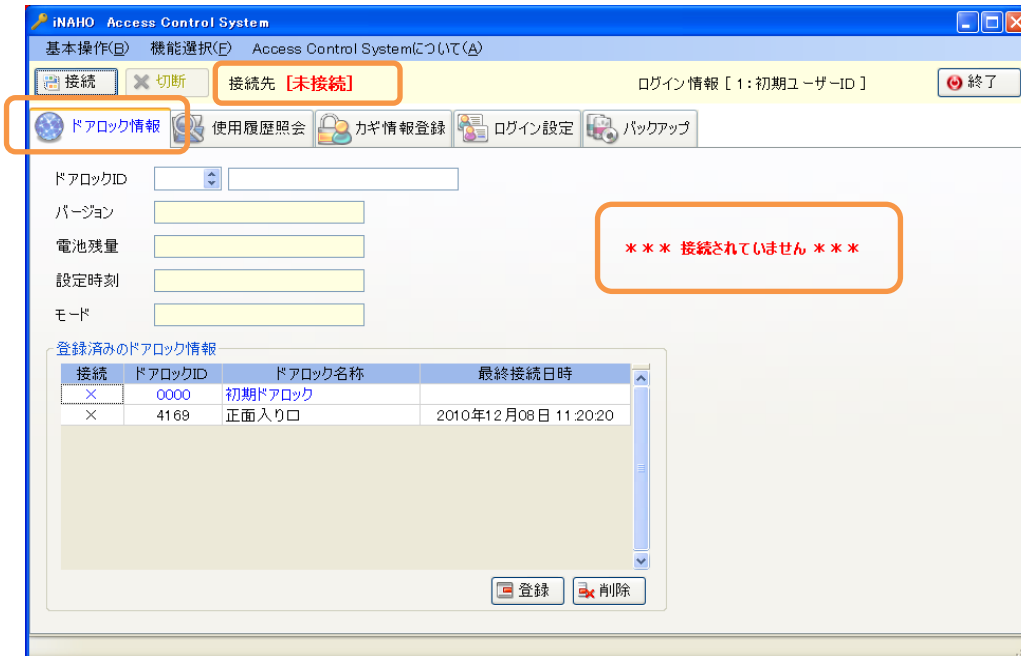 iNAHO Access Control System
基本操作(B) 機能選択(F) Access Control Systemについて(A)
接続 切断 接続先 [未接続] ログイン情報 [ 1:初期ユーザーID ] 終了
ドアロック情報 使用履歴照会 カギ情報登録 ログイン設定 バックアップ
ドアロックID
バージョン
電池残量
*** 接続されていません ***
設定時刻
モード
登録済みのドアロック情報
接続 ドアロックID ドアロック名称 最終接続日時
× 0000 初期ドアロック
× 4169 正面入り口 2010年12月08日 11:20:20
登録 削除